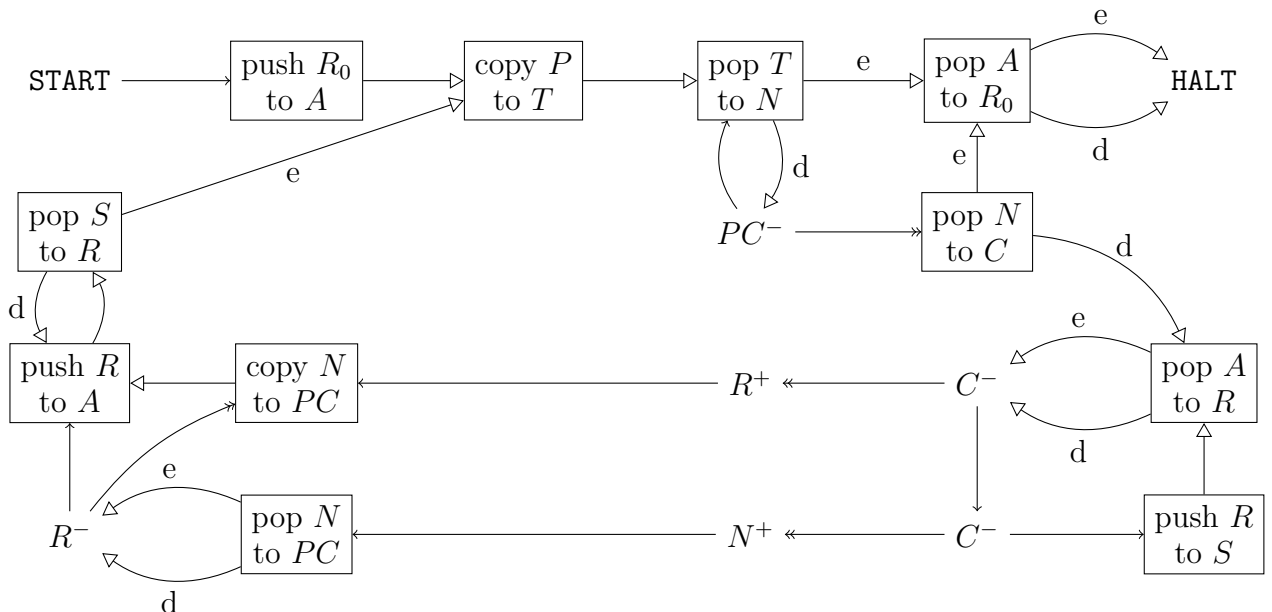 START
push R₀
to A
copy P
to T
pop T
to N
e
pop A
to R₀
e
d
HALT
d
e
e
pop S
to R
PC⁻
pop N
to C
d
d
e
d
push R
to A
copy N
to PC
R⁺
C⁻
pop A
to R
e
d
R⁻
pop N
to PC
N⁺
C⁻
push R
to S